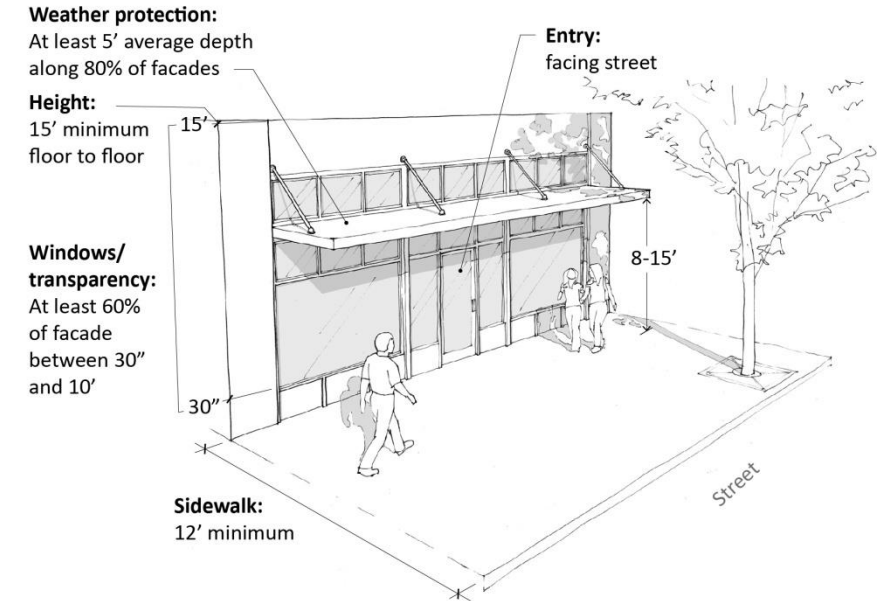 Weather protection:
At least 5’ average depth
along 80% of facades
Entry:
facing street
Height:
15’ minimum
floor to floor
15’
Windows/
transparency:
At least 60%
of facade
between 30”
and 10’
8-15’
30”
Sidewalk:
12’ minimum
Street